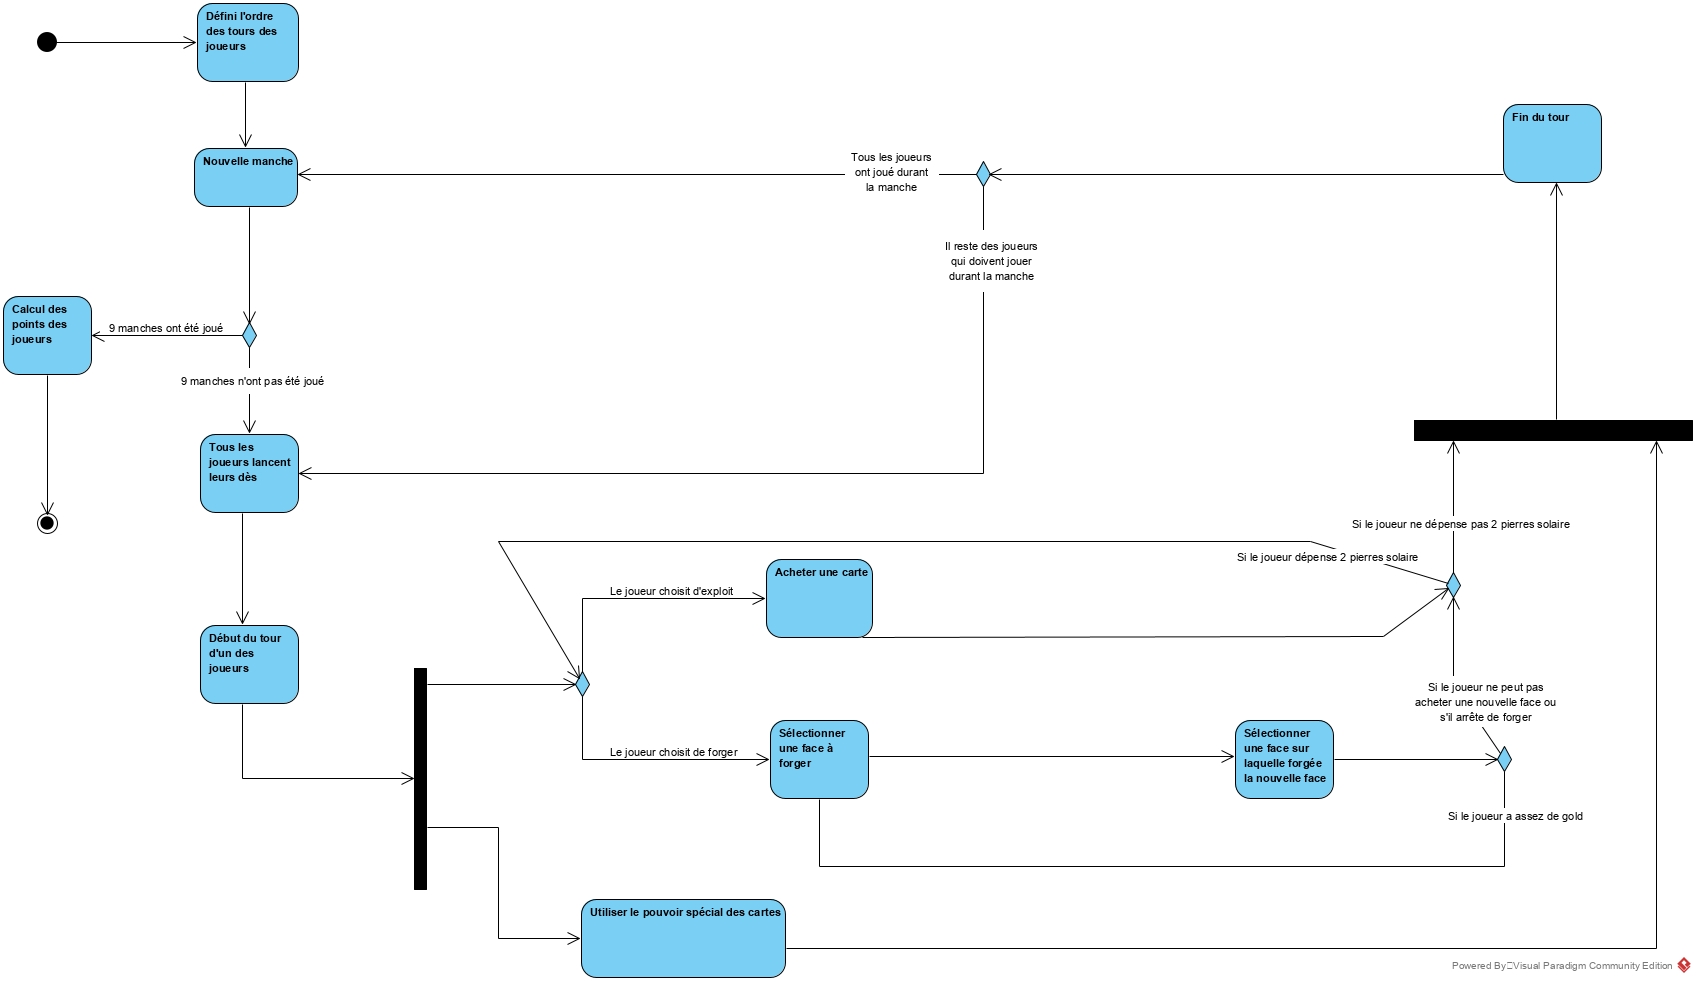 Défini l'ordre
des tours des
joueurs
Fin du tour
Nouvelle manche
Tous les joueurs
ont joué durant
la manche
Il reste des joueurs
qui doivent jouer
durant la manche
Calcul des
points des
joueurs
9 manches ont été joué
9 manches n'ont pas été joué
Tous les
joueurs lancent
leurs dès
Si le joueur ne dépense pas 2 pierres solaire
Si le joueur dépense 2 pierres solaire
Acheter une carte
Le joueur choisit d'exploit
Début du tour
d'un des
joueurs
Si le joueur ne peut pas
acheter une nouvelle face ou
s'il arrête de forger
Le joueur choisit de forger
Sélectionner
une face à
forger
Sélectionner
une face sur
laquelle forgée
la nouvelle face
Si le joueur a assez de gold
Utiliser le pouvoir spécial des cartes
Powered By Visual Paradigm Community Edition